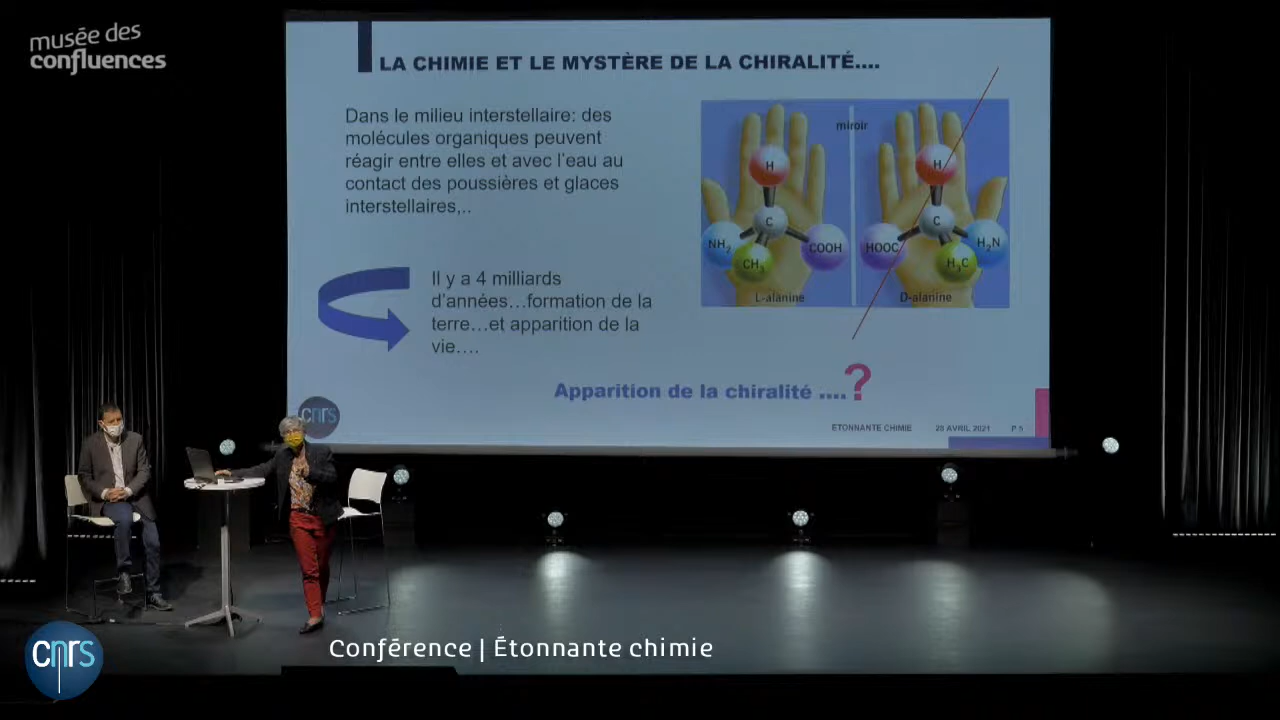 musée des
confluences
LA CHIMIE ET LE MYSTÈRE DE LA CHIRALITÉ....
Dans le milieu interstellaire: des
molécules organiques peuvent
réagir entre elles et avec l'eau au
contact des poussières et glaces
interstellaires,..
miroir
H
H
C
C
NH2
COOH
HOOC
H2N
CH3
H3C
L-alanine
D-alanine
Il y a 4 milliards
d'années...formation de la
terre...et apparition de la
vie....
Apparition de la chiralité ....?
cnrs
ÉTONNANTE CHIMIE 28 AVRIL 2021 P 5
Conférence | Étonnante chimie
cnrs